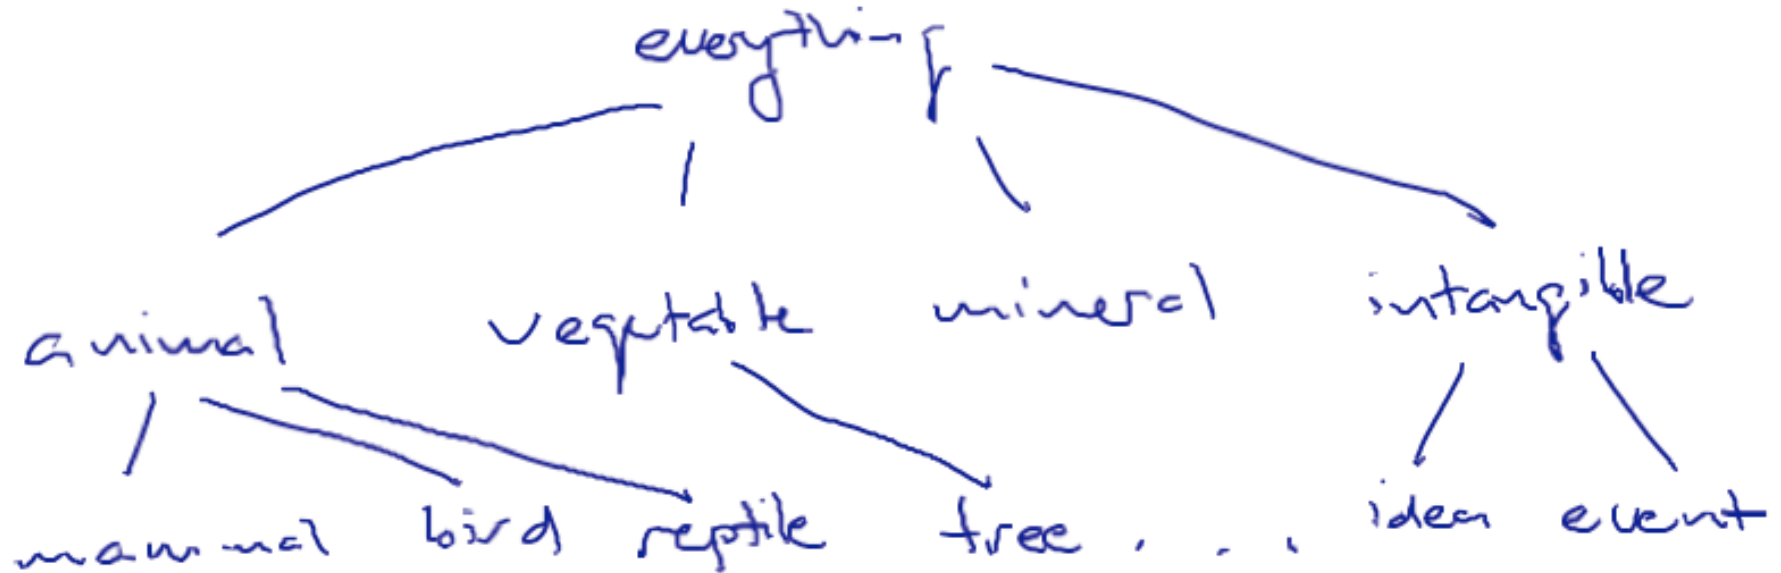 everything
animal vegetable mineral intangible
mammal bird reptile tree . . . idea event